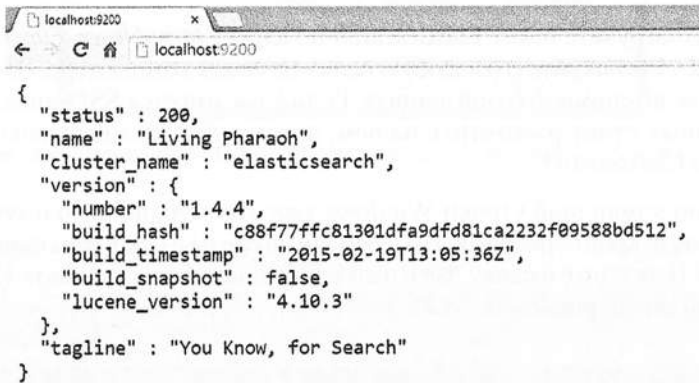 localhost:9200 ×
localhost:9200
{
"status" : 200,
"name" : "Living Pharaoh",
"cluster_name" : "elasticsearch",
"version" : {
"number" : "1.4.4",
"build_hash" : "c88f77ffc81301dfa9dfd81ca2232f09588bd512",
"build_timestamp" : "2015-02-19T13:05:36Z",
"build_snapshot" : false,
"lucene_version" : "4.10.3"
},
"tagline" : "You Know, for Search"
}